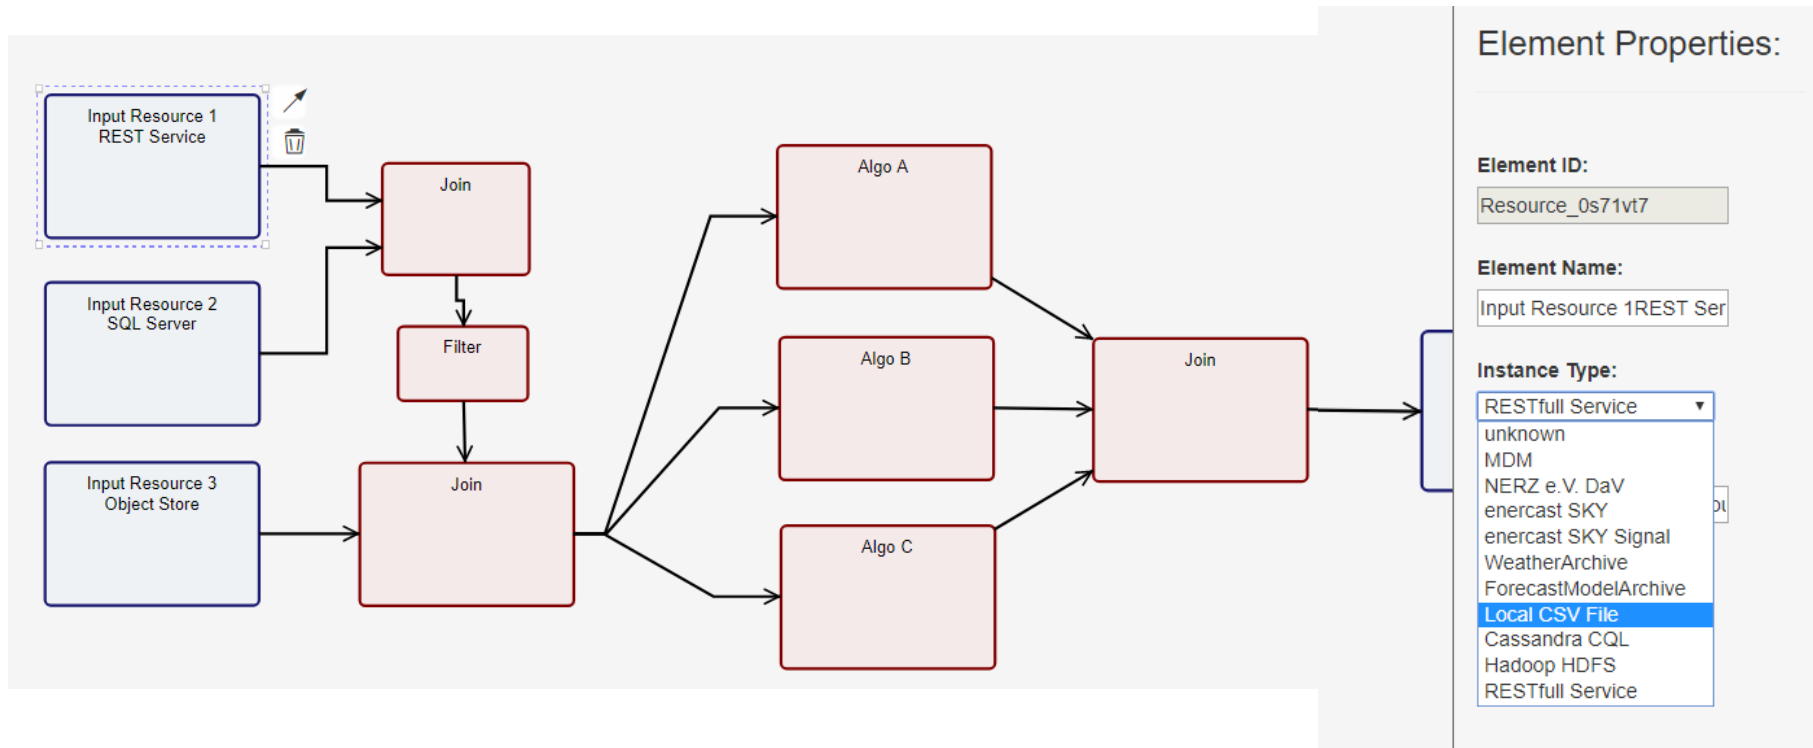 Input Resource 1
REST Service
Input Resource 2
SQL Server
Input Resource 3
Object Store
Join
Filter
Join
Algo A
Algo B
Algo C
Join
Element Properties:
Element ID:
Resource_0s71vt7
Element Name:
Input Resource 1REST Ser
Instance Type:
RESTfull Service
unknown
MDM
NERZ e.V. DaV
enercast SKY
enercast SKY Signal
WeatherArchive
ForecastModelArchive
Local CSV File
Cassandra CQL
Hadoop HDFS
RESTfull Service